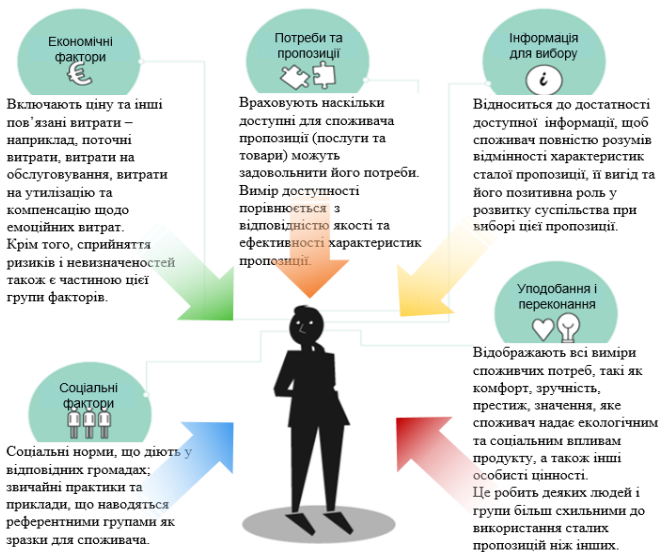 Економічні
фактори
Включають ціну та інші
пов’язані витрати –
наприклад, поточні
витрати, витрати на
обслуговування, витрати
на утилізацію та
компенсацію щодо
емоційних витрат.
Крім того, сприйняття
ризиків і невизначеностей
також є частиною цієї
групи факторів.
Потреби та
пропозиції
Враховують наскільки
доступні для споживача
пропозиції (послуги та
товари) можуть
задовольнити його потреби.
Вимір доступності
порівнюється з
відповідністю якості та
ефективності характеристик
пропозиції.
Інформація
для вибору
i
Відноситься до достатності
доступної інформації, щоб
споживач повністю розумів
відмінності характеристик
сталої пропозиції, її вигід та
його позитивна роль у
розвитку суспільства при
виборі цієї пропозиції.
Соціальні
фактори
Соціальні норми, що діють у
відповідних громадах;
звичайні практики та
приклади, що наводяться
референтними групами як
зразки для споживача.
Уподобання і
переконання
Відображають всі виміри
споживчих потреб, такі як
комфорт, зручність,
престиж, значення, яке
споживач надає екологічним
та соціальним впливам
продукту, а також інші
особисті цінності.
Це робить деяких людей і
групи більш схильними до
використання сталих
пропозицій ніж інших.